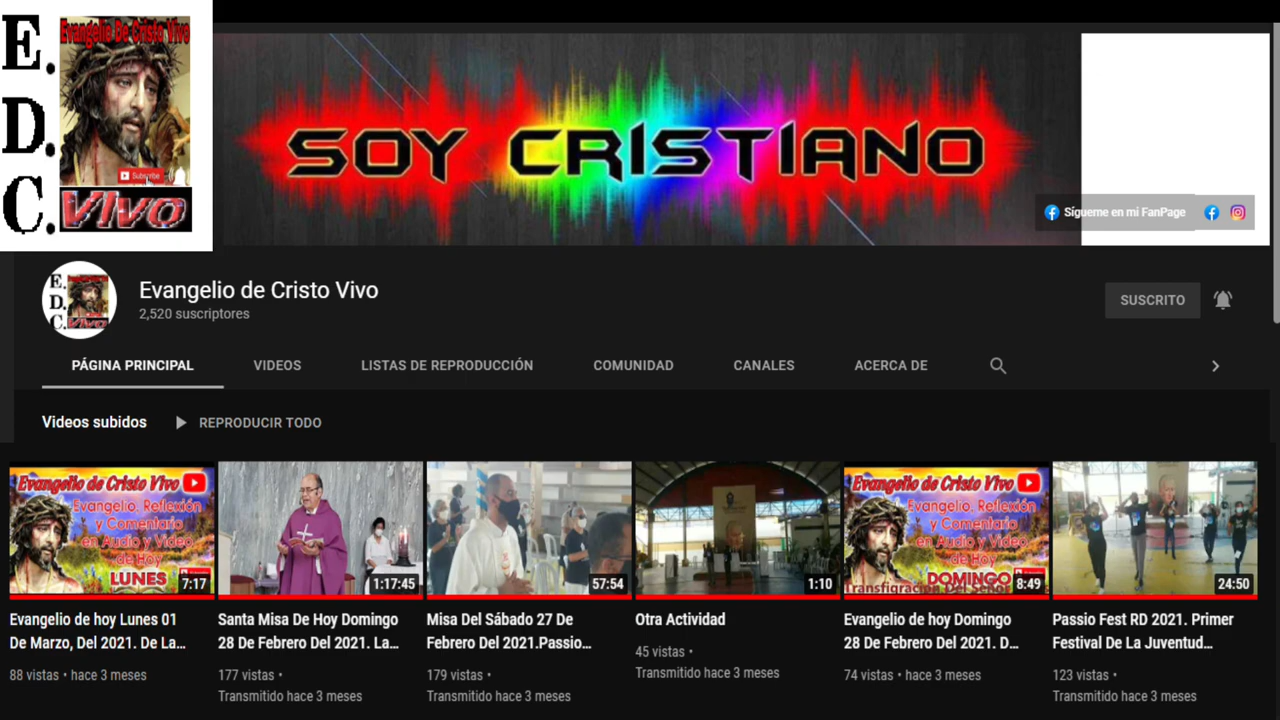 E.
D.
C.
Evangelio De Cristo Vivo
Subscribe
Vivo
SOY CRISTIANO
Sígueme en mi FanPage
E.
D.
C.
Vivo
Evangelio de Cristo Vivo
2,520 suscriptores
SUSCRITO
PÁGINA PRINCIPAL
VIDEOS
LISTAS DE REPRODUCCIÓN
COMUNIDAD
CANALES
ACERCA DE
Videos subidos
REPRODUCIR TODO
Evangelio de Cristo Vivo
Evangelio, Reflexión
y Comentario
en Audio y Video
de Hoy
LUNES
7:17
1:17:45
57:54
1:10
Evangelio de Cristo Vivo
Evangelio, Reflexión
y Comentario
en Audio y Video
de Hoy
DOMINGO
Transfigración Del Señor
8:49
24:50
Evangelio de hoy Lunes 01
De Marzo, Del 2021. De La...
88 vistas • hace 3 meses
Santa Misa De Hoy Domingo
28 De Febrero Del 2021. La...
177 vistas •
Transmitido hace 3 meses
Misa Del Sábado 27 De
Febrero Del 2021.Passio...
179 vistas •
Transmitido hace 3 meses
Otra Actividad
45 vistas •
Transmitido hace 3 meses
Evangelio de hoy Domingo
28 De Febrero Del 2021. D...
74 vistas • hace 3 meses
Passio Fest RD 2021. Primer
Festival De La Juventud...
123 vistas •
Transmitido hace 3 meses